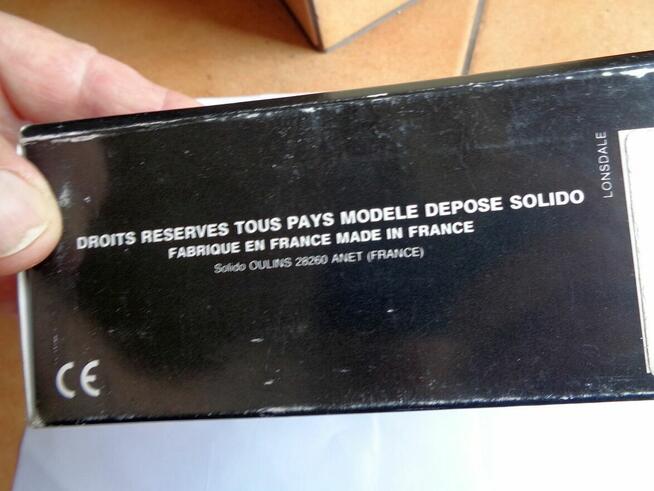 DROITS RESERVES TOUS PAYS MODELE DEPOSE SOLIDO
FABRIQUE EN FRANCE MADE IN FRANCE
Solido OULINS 28260 ANET (FRANCE)
LONSDALE
CE